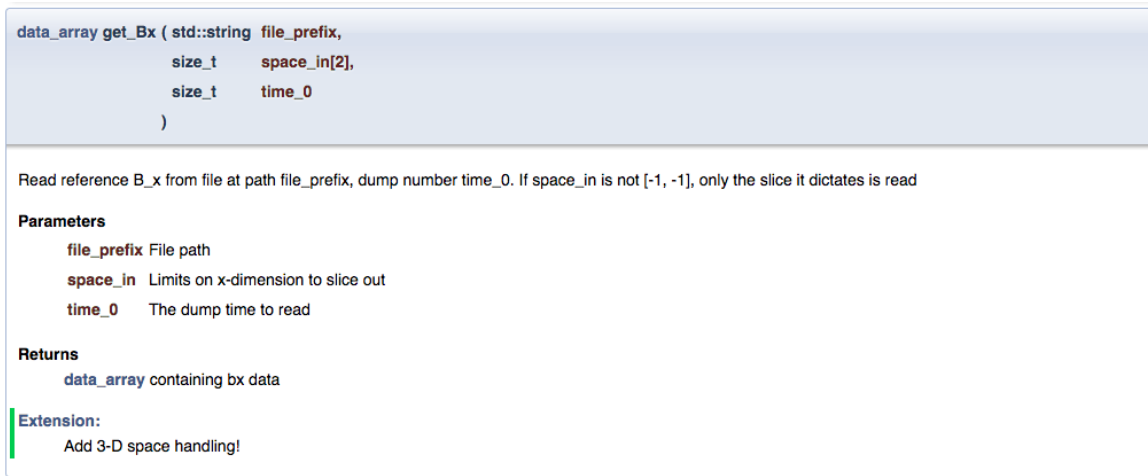 data_array get_Bx ( std::string file_prefix,
size_t space_in[2],
size_t time_0
)
Read reference B_x from file at path file_prefix, dump number time_0. If space_in is not [-1, -1], only the slice it dictates is read
Parameters
file_prefix File path
space_in Limits on x-dimension to slice out
time_0 The dump time to read
Returns
data_array containing bx data
Extension:
Add 3-D space handling!